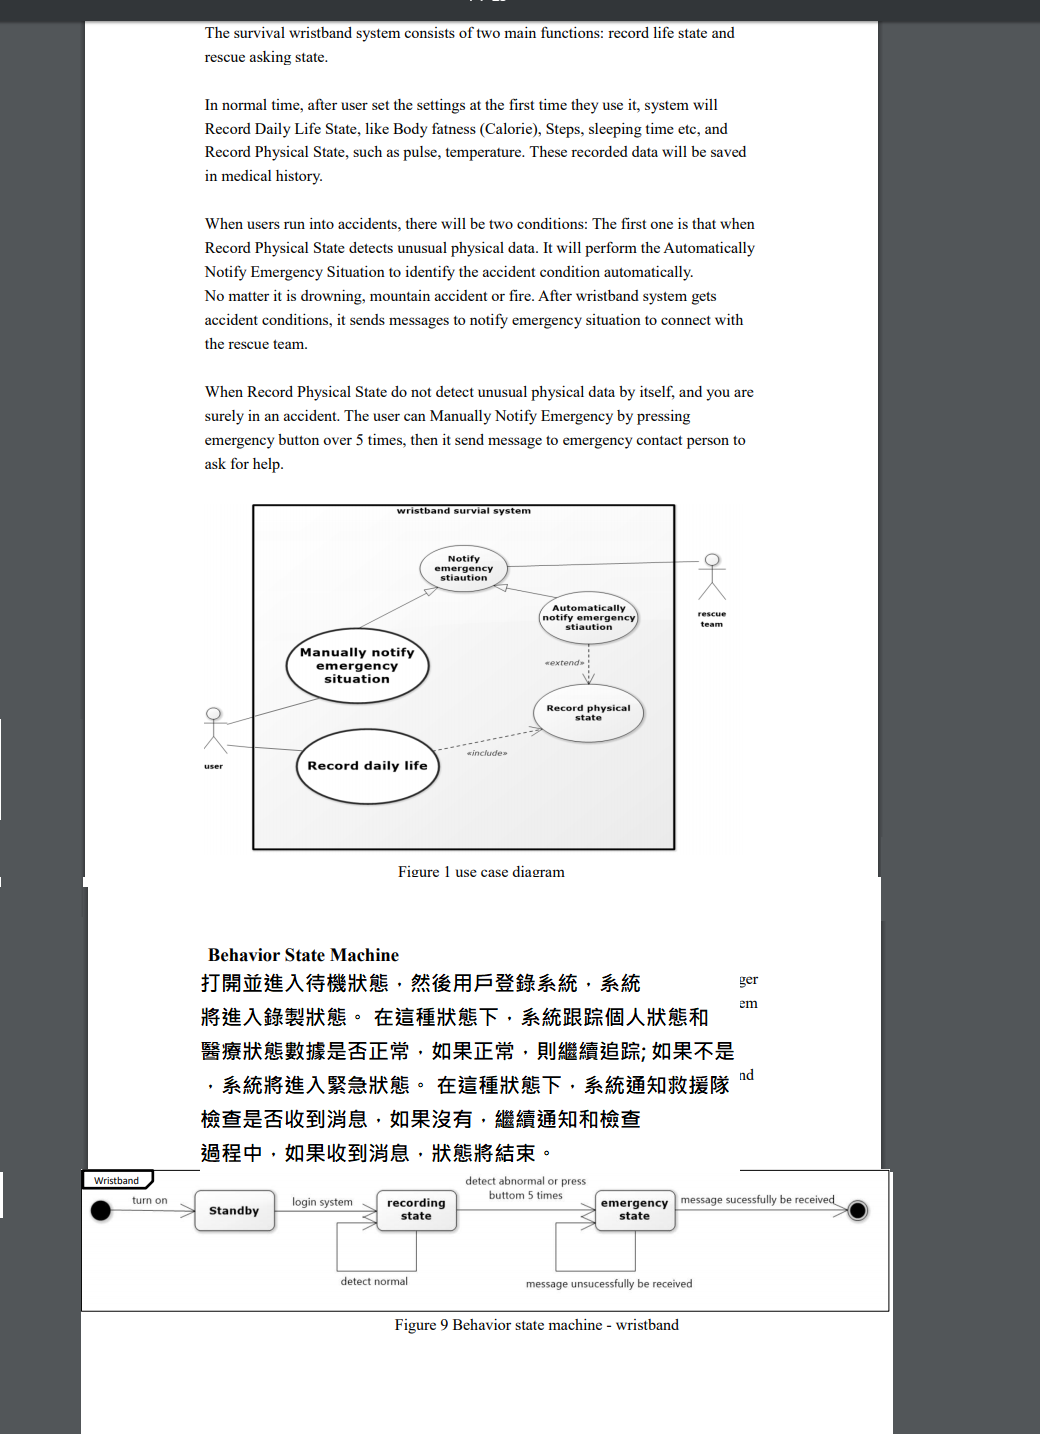 The survival wristband system consists of two main functions: record life state and
rescue asking state.
In normal time, after user set the settings at the first time they use it, system will
Record Daily Life State, like Body fatness (Calorie), Steps, sleeping time etc, and
Record Physical State, such as pulse, temperature. These recorded data will be saved
in medical history.
When users run into accidents, there will be two conditions: The first one is that when
Record Physical State detects unusual physical data. It will perform the Automatically
Notify Emergency Situation to identify the accident condition automatically.
No matter it is drowning, mountain accident or fire. After wristband system gets
accident conditions, it sends messages to notify emergency situation to connect with
the rescue team.
When Record Physical State do not detect unusual physical data by itself, and you are
surely in an accident. The user can Manually Notify Emergency by pressing
emergency button over 5 times, then it send message to emergency contact person to
ask for help.
wristband survial system
Notify
emergency
stiaution
Automatically
notify emergency
stiaution
rescue
team
Manually notify
emergency
situation
«extend»
Record physical
state
user
Record daily life
«include»
Figure 1 use case diagram
Behavior State Machine
打開並進入待機狀態，然後用戶登錄系統，系統
ger
將進入錄製狀態。 在這種狀態下，系統跟踪個人狀態和
em
醫療狀態數據是否正常，如果正常，則繼續追踪; 如果不是
，系統將進入緊急狀態。 在這種狀態下，系統通知救援隊
nd
檢查是否收到消息，如果沒有，繼續通知和檢查
過程中，如果收到消息，狀態將結束。
Wristband
turn on
Standby
login system
recording
state
detect normal
detect abnormal or press
buttom 5 times
emergency
state
message unsucessfully be received
message sucessfully be received
Figure 9 Behavior state machine - wristband